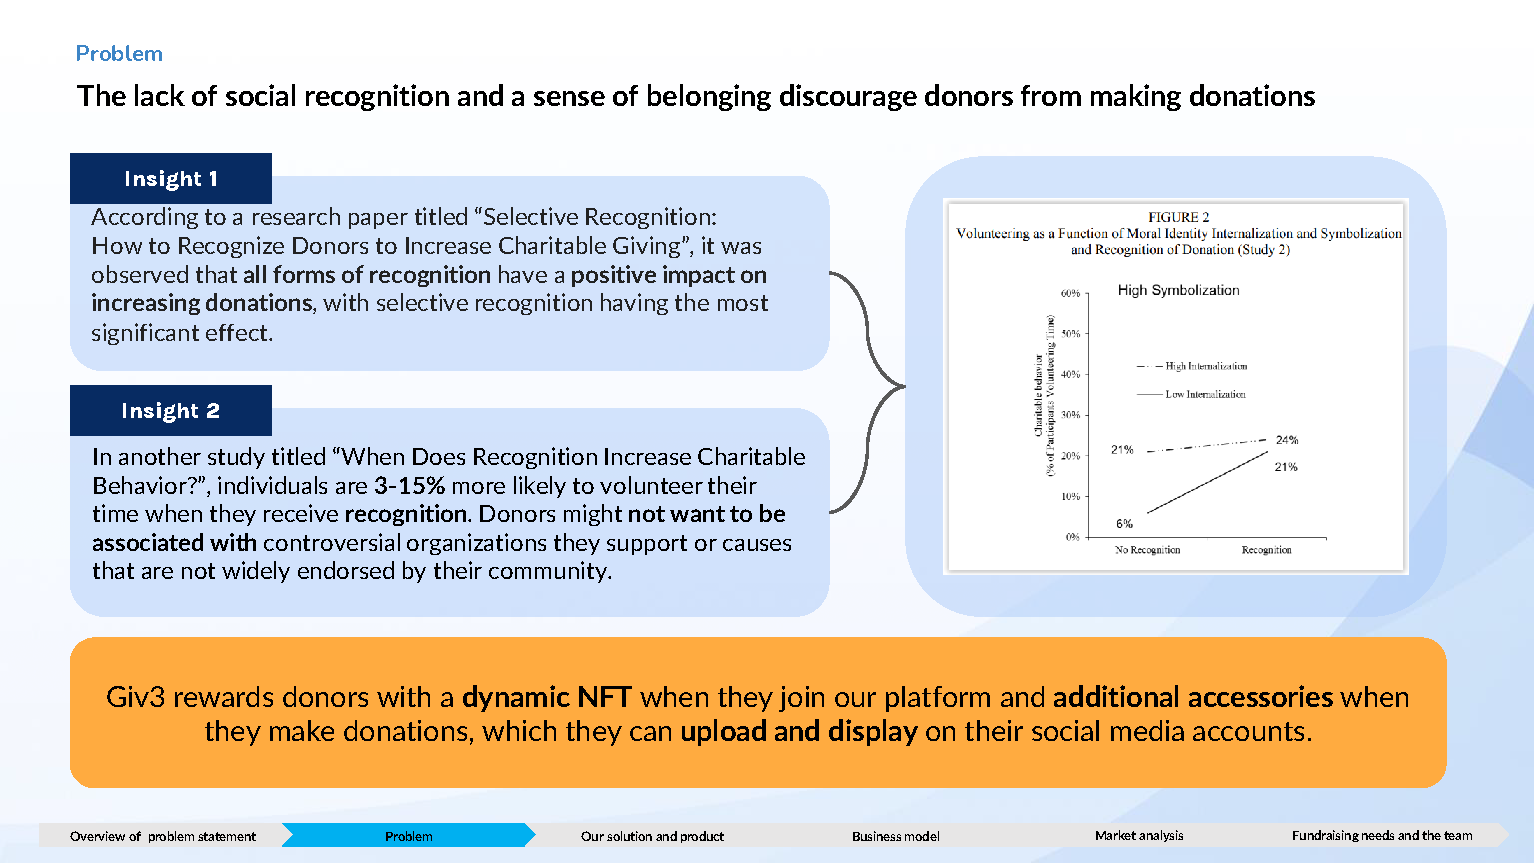 Problem
The lack of social recognition and a sense of belonging discourage donors from making donations
Insight 1
According to a research paper titled “Selective Recognition:
How to Recognize Donors to Increase Charitable Giving”, it was
observed that all forms of recognition have a positive impact on
increasing donations, with selective recognition having the most
significant effect.
Insight 2
In another study titled “When Does Recognition Increase Charitable
Behavior?”, individuals are 3-15% more likely to volunteer their
time when they receive recognition. Donors might not want to be
associated with controversial organizations they support or causes
that are not widely endorsed by their community.
FIGURE 2
Volunteering as a Function of Moral Identity Internalization and Symbolization
and Recognition of Donation (Study 2)
High Symbolization
Charitable behavior
(% of Participants Volunteering Time)
60%
50%
40%
30%
20%
10%
0%
High Internalization
Low Internalization
21%
24%
21%
6%
No Recognition
Recognition
Giv3 rewards donors with a dynamic NFT when they join our platform and additional accessories when
they make donations, which they can upload and display on their social media accounts.
Overview of problem statement
Problem
Our solution and product
Business model
Market analysis
Fundraising needs and the team